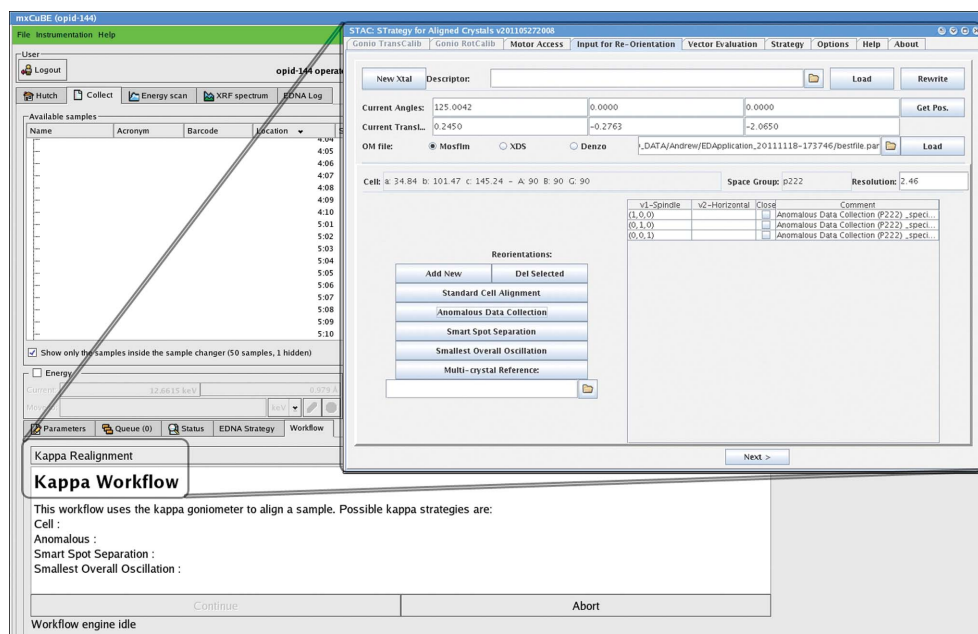 mxCuBE (opid-144)
File Instrumentation Help
User
Logout
opid-144 operat
Hutch Collect Energy scan XRF spectrum EDNA Log
Available samples
Name Acronym Barcode Location
4:04
4:05
4:06
4:07
4:08
4:09
4:10
5:01
5:02
5:03
5:04
5:05
5:06
5:07
5:08
5:09
5:10
Show only the samples inside the sample changer (50 samples, 1 hidden)
Energy
Current 12.6615 keV 0.979 Å
keV
Parameters Queue (0) Status EDNA Strategy Workflow
Kappa Realignment
Kappa Workflow
This workflow uses the kappa goniometer to align a sample. Possible kappa strategies are:
Cell :
Anomalous :
Smart Spot Separation :
Smallest Overall Oscillation :
Continue Abort
Workflow engine idle
STAC: STrategy for Aligned Crystals v201105272008
Gonio TransCalib Gonio RotCalib Motor Access Input for Re-Orientation Vector Evaluation Strategy Options Help About
New Xtal Descriptor: Load Rewrite
Current Angles: 125.0042 0.0000 0.0000 Get Pos.
Current Transl... 0.2450 -0.2763 -2.0650
OM file: Mosflm XDS Denzo _DATA/Andrew/EDApplication_20111118-173746/bestfile.par Load
Cell: a: 34.84 b: 101.47 c: 145.24 - A: 90 B: 90 G: 90 Space Group: p222 Resolution: 2.46
v1-Spindle v2-Horizontal Close Comment
(1,0,0) Anomalous Data Collection (P222) _speci...
(0,1,0) Anomalous Data Collection (P222) _speci...
(0,0,1) Anomalous Data Collection (P222) _speci...
Reorientations:
Add New Del Selected
Standard Cell Alignment
Anomalous Data Collection
Smart Spot Separation
Smallest Overall Oscillation
Multi-crystal Reference:
Next >